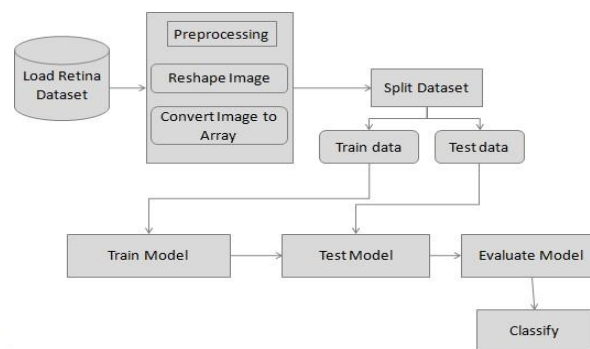 Load Retina
Dataset
Preprocessing
Reshape Image
Convert Image to
Array
Split Dataset
Train data
Test data
Train Model
Test Model
Evaluate Model
Classify